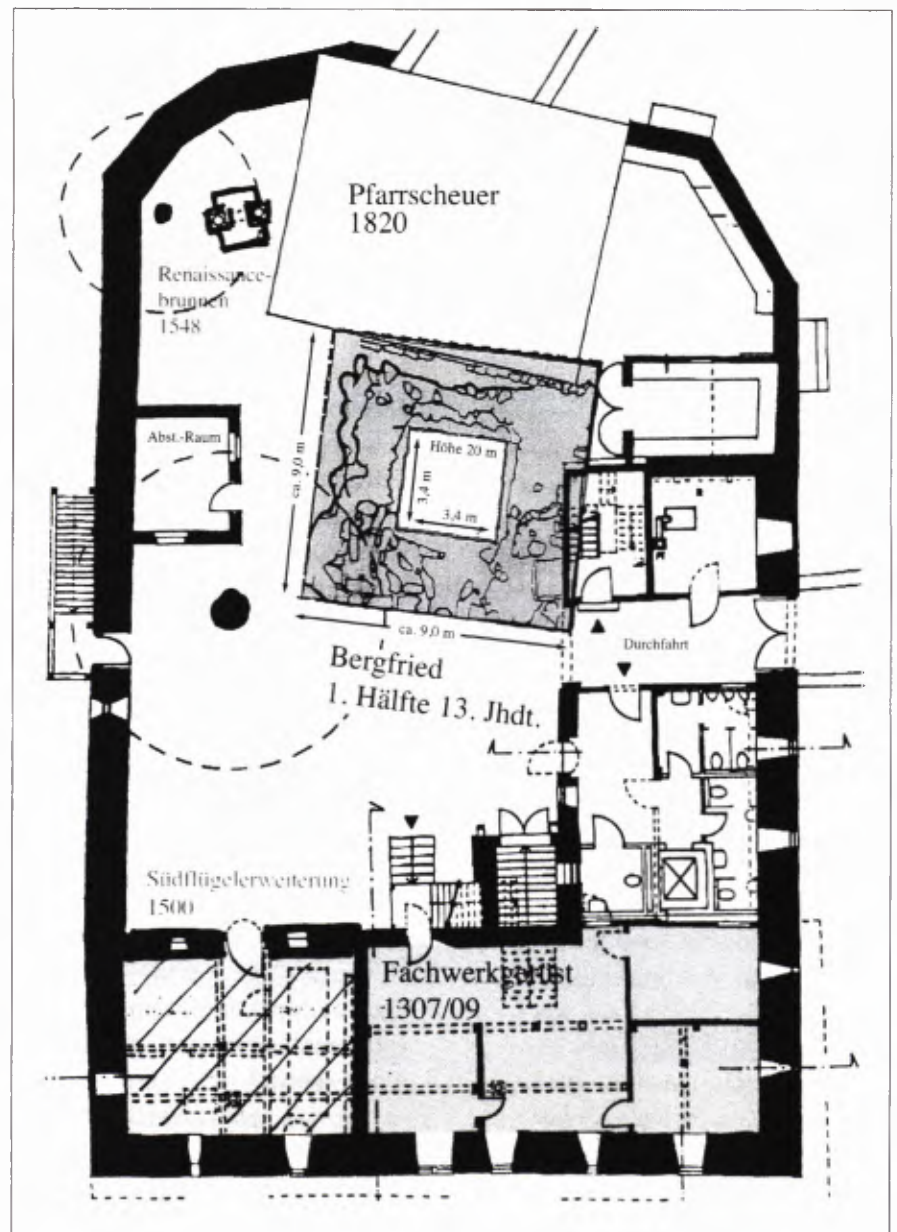 Pfarrscheuer
1820
Renaissance-
brunnen
1548
Abst.-Raum
Höhe 20 m
3,4 m
3,4 m
ca. 9,0 m
ca. 9,0 m
Durchfahrt
Bergfried
1. Hälfte 13. Jhdt.
Südflügelerweiterung
1500
Fachwerkgerüst
1307/09